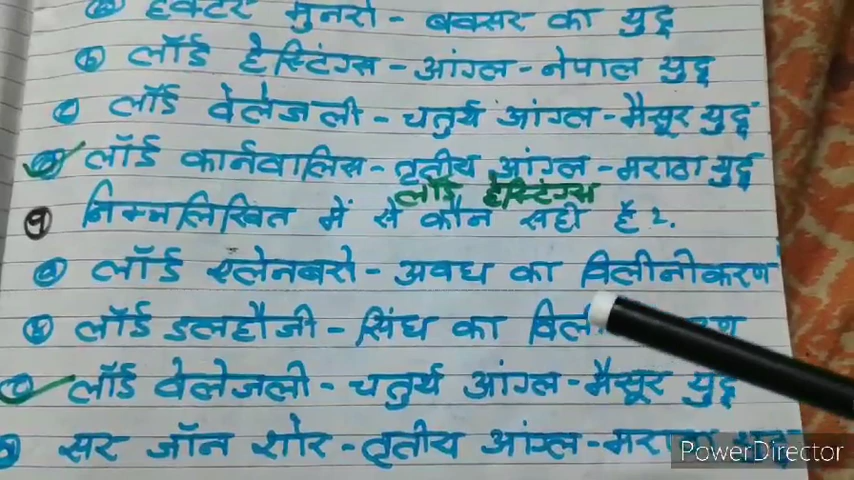 a हेक्टर मुनरो - बक्सर का युद्ध
b लॉर्ड हेस्टिंग्स - आंग्ल - नेपाल युद्ध
c लॉर्ड वेलेजली - चतुर्थ आंग्ल - मैसूर युद्ध
लॉर्ड कार्नवालिस - तृतीय आंग्ल - मराठा युद्ध
लॉर्ड हेस्टिंग्स
निम्नलिखित में से कौन सही है ?.
a लॉर्ड एलेनबरो - अवध का विलीनीकरण
b लॉर्ड डलहौजी - सिंध का
लॉर्ड वेलेजली - चतुर्थ आंग्ल - मैसूर युद्ध
सर जॉन शोर - तृतीय आंग्ल -
PowerDirector